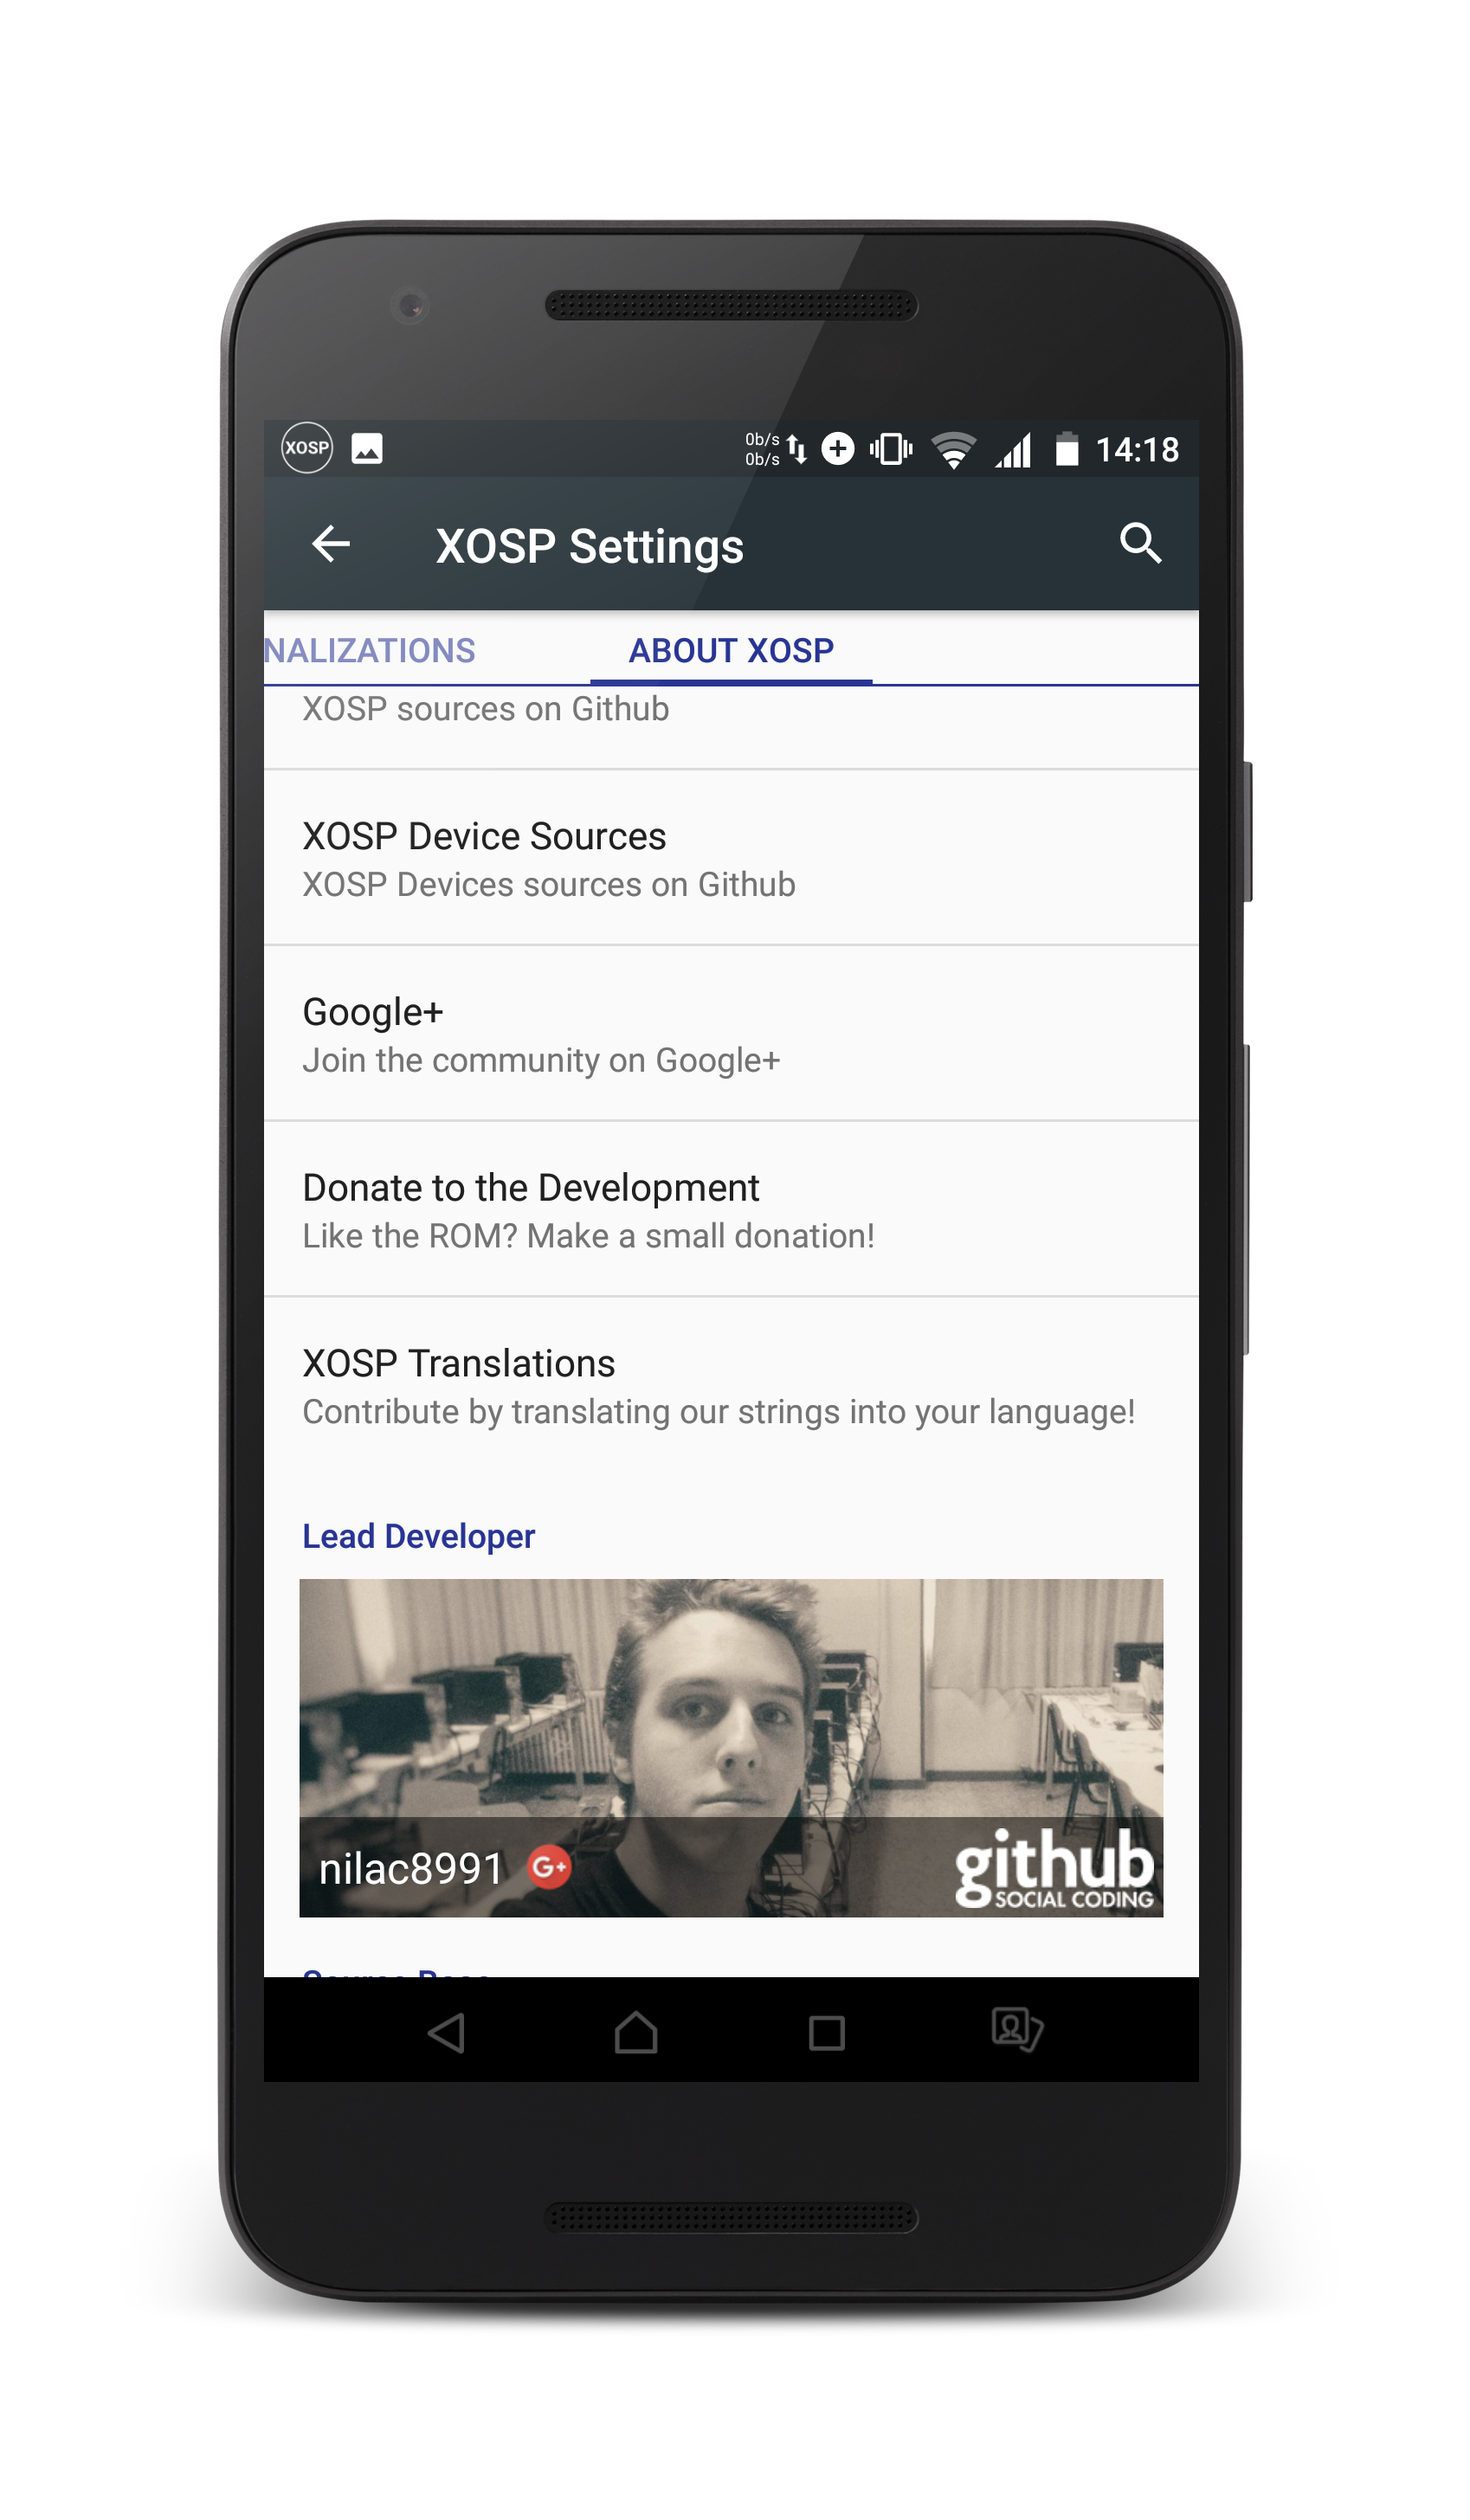 XOSP
0b/s
0b/s
14:18
XOSP Settings
NALIZATIONS
ABOUT XOSP
XOSP sources on Github
XOSP Device Sources
XOSP Devices sources on Github
Google+
Join the community on Google+
Donate to the Development
Like the ROM? Make a small donation!
XOSP Translations
Contribute by translating our strings into your language!
Lead Developer
nilac8991 G+
github
SOCIAL CODING